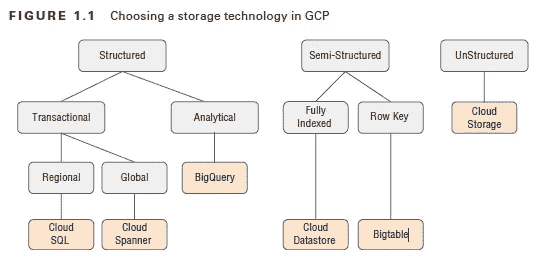 FIGURE 1.1 Choosing a storage technology in GCP
Structured
Semi-Structured
UnStructured
Transactional
Analytical
Fully
Indexed
Row Key
Cloud
Storage
Regional
Global
BigQuery
Cloud
SQL
Cloud
Spanner
Cloud
Datastore
Bigtable